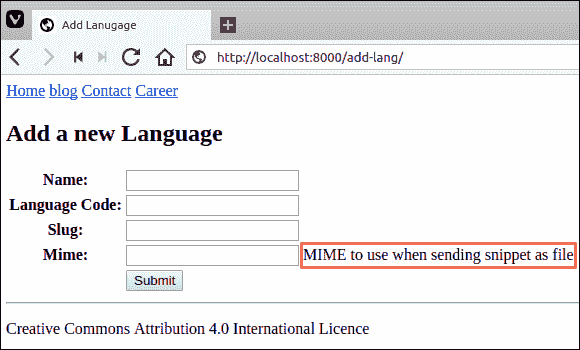 Add Lanugage
http://localhost:8000/add-lang/
Home blog Contact Career
Add a new Language
Name:
Language Code:
Slug:
Mime: MIME to use when sending snippet as file
Submit
Creative Commons Attribution 4.0 International Licence